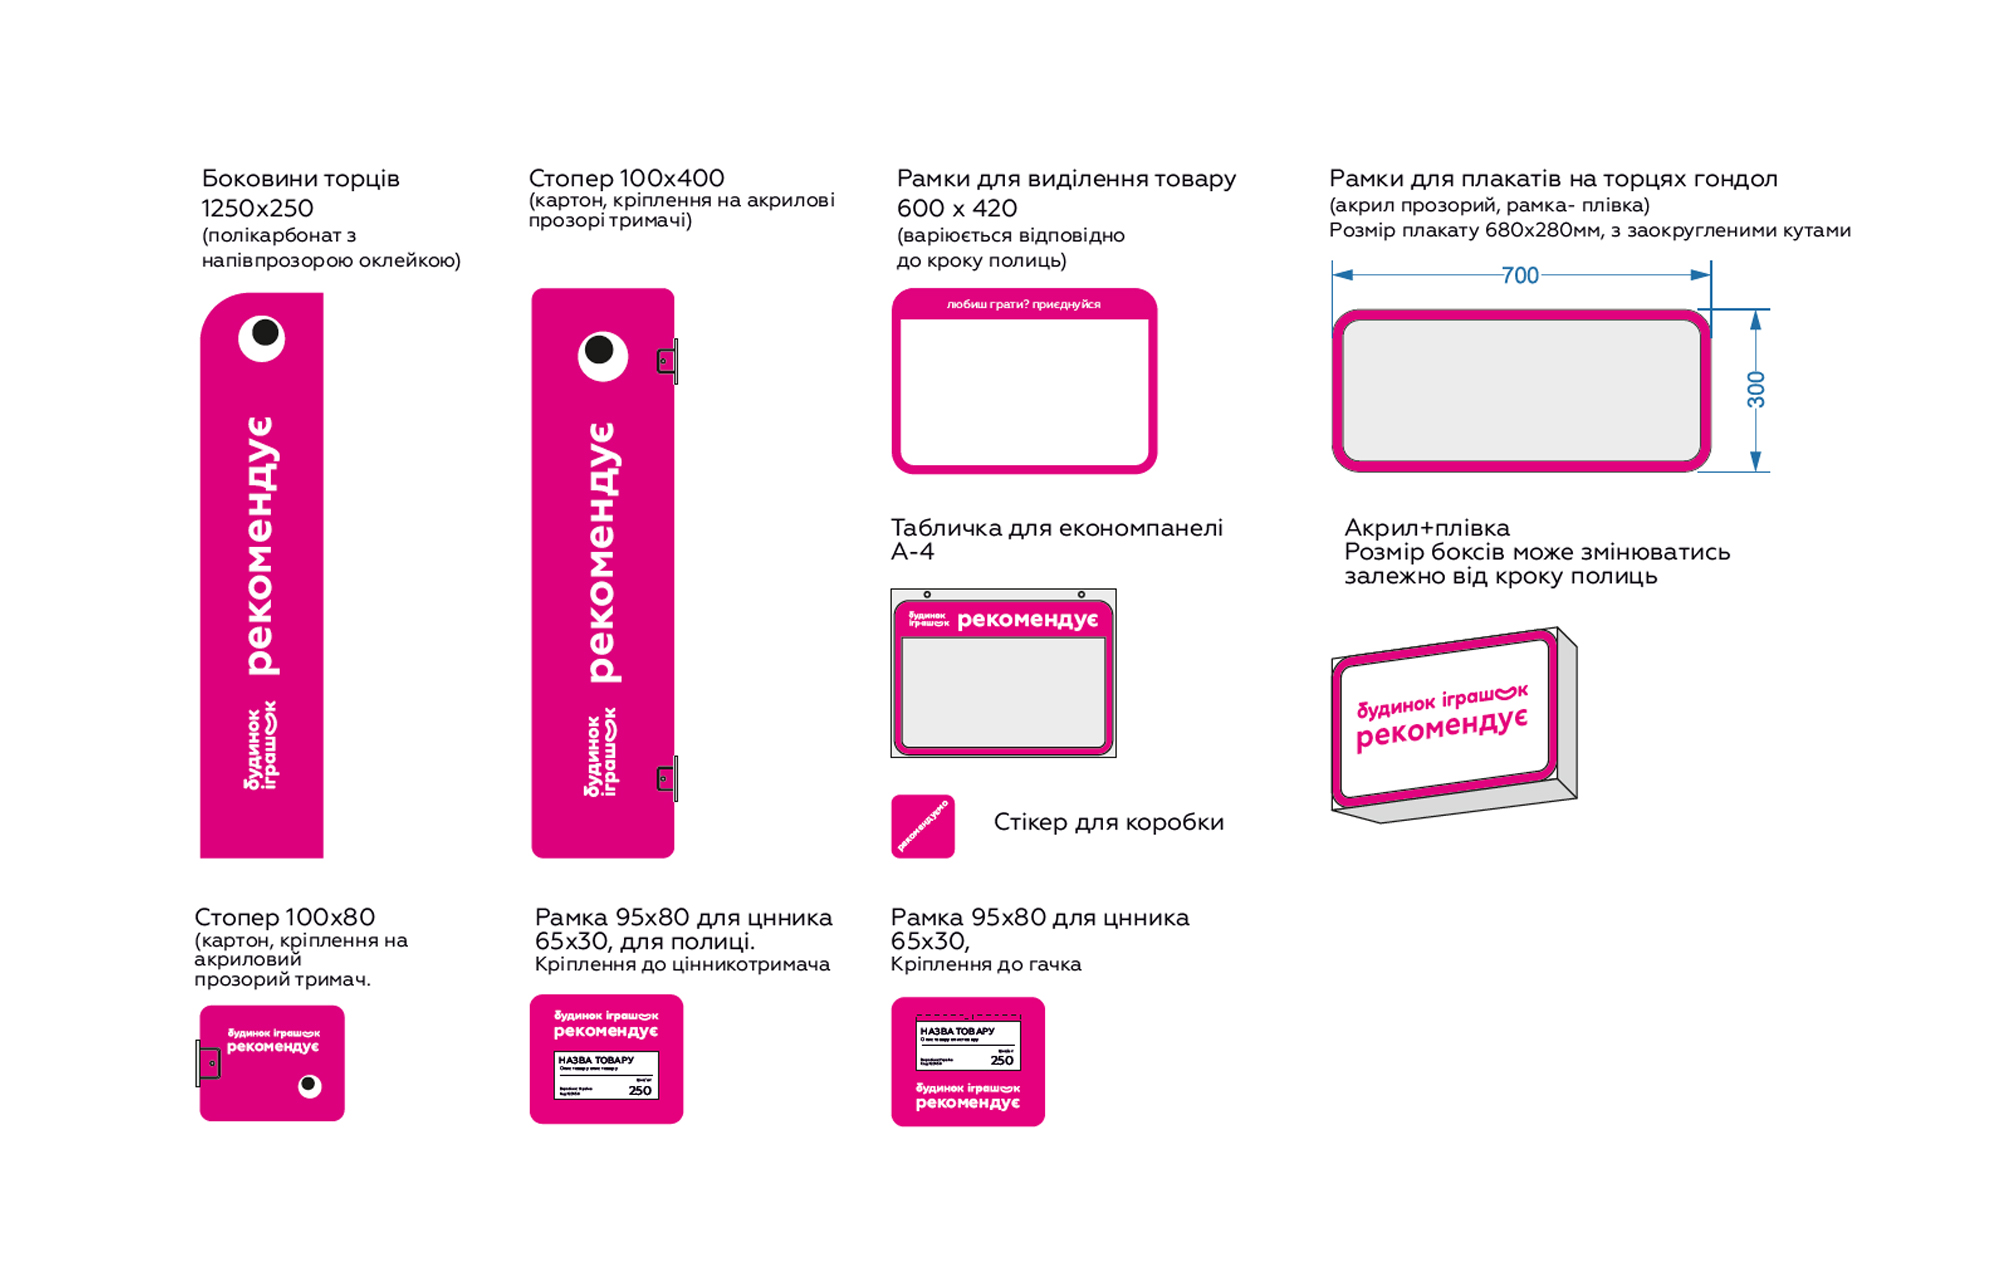 Боковини торців
1250x250
(полікарбонат з
напівпрозорою оклейкою)
рекомендує
будинок
іграшок
Стопер 100x400
(картон, кріплення на акрилові
прозорі тримачі)
рекомендує
будинок
іграшок
Рамки для виділення товару
600 x 420
(варіюється відповідно
до кроку полиць)
любиш грати? приєднуйся
Рамки для плакатів на торцях гондол
(акрил прозорий, рамка- плівка)
Розмір плакату 680x280мм, з заокругленими кутами
700
300
Табличка для економпанелі
А-4
будинок
іграшок
рекомендує
Акрил+плівка
Розмір боксів може змінюватись
залежно від кроку полиць
будинок іграшок
рекомендує
рекомендуємо
Стікер для коробки
Стопер 100x80
(картон, кріплення на
акриловий
прозорий тримач.
будинок іграшок
рекомендує
Рамка 95x80 для цнника
65x30, для полиці.
Кріплення до цінникотримача
будинок іграшок
рекомендує
НАЗВА ТОВАРУ
Опис товару опис товару
250
Рамка 95x80 для цнника
65x30,
Кріплення до гачка
НАЗВА ТОВАРУ
250
будинок іграшок
рекомендує